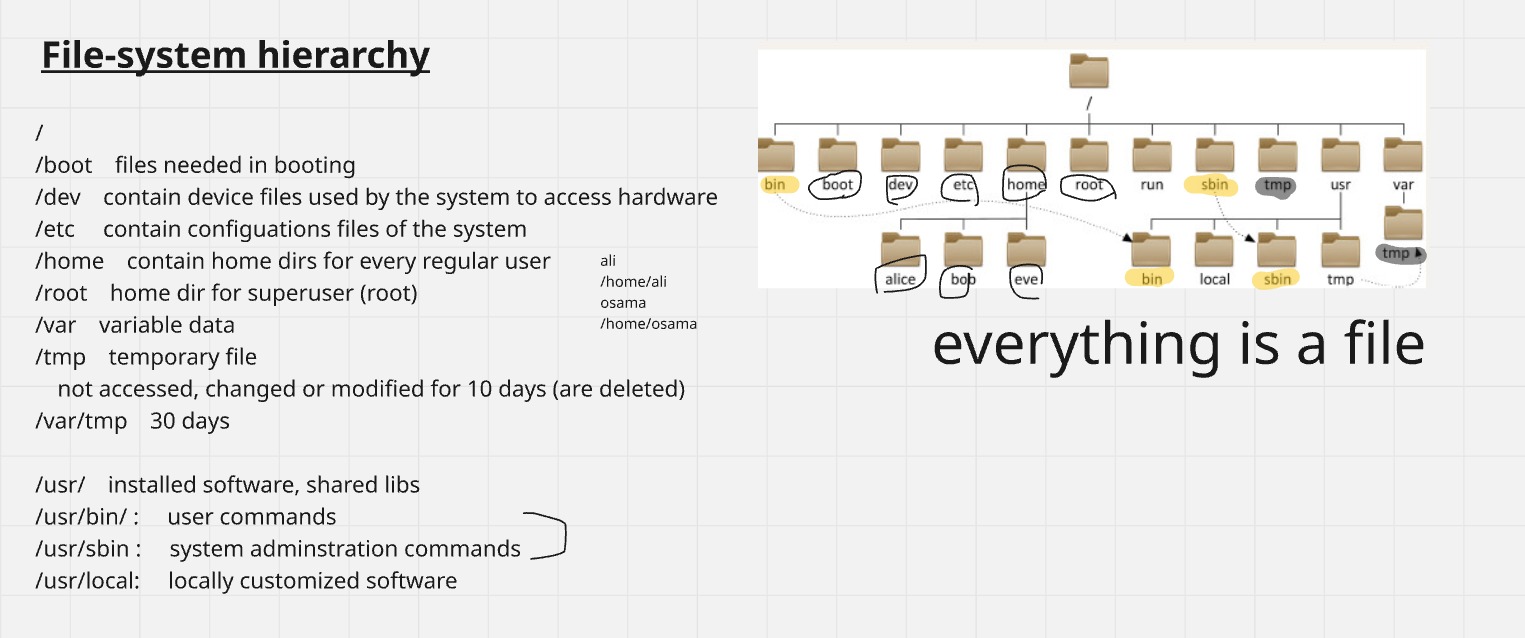 File-system hierarchy
/
/boot files needed in booting
/dev contain device files used by the system to access hardware
/etc contain configuations files of the system
/home contain home dirs for every regular user
/root home dir for superuser (root)
/var variable data
/tmp temporary file
not accessed, changed or modified for 10 days (are deleted)
/var/tmp 30 days
/usr/ installed software, shared libs
/usr/bin/ : user commands
/usr/sbin : system adminstration commands
/usr/local: locally customized software
ali
/home/ali
osama
/home/osama
/
bin boot dev etc home root run sbin tmp usr var
alice bob eve bin local sbin tmp tmp
everything is a file